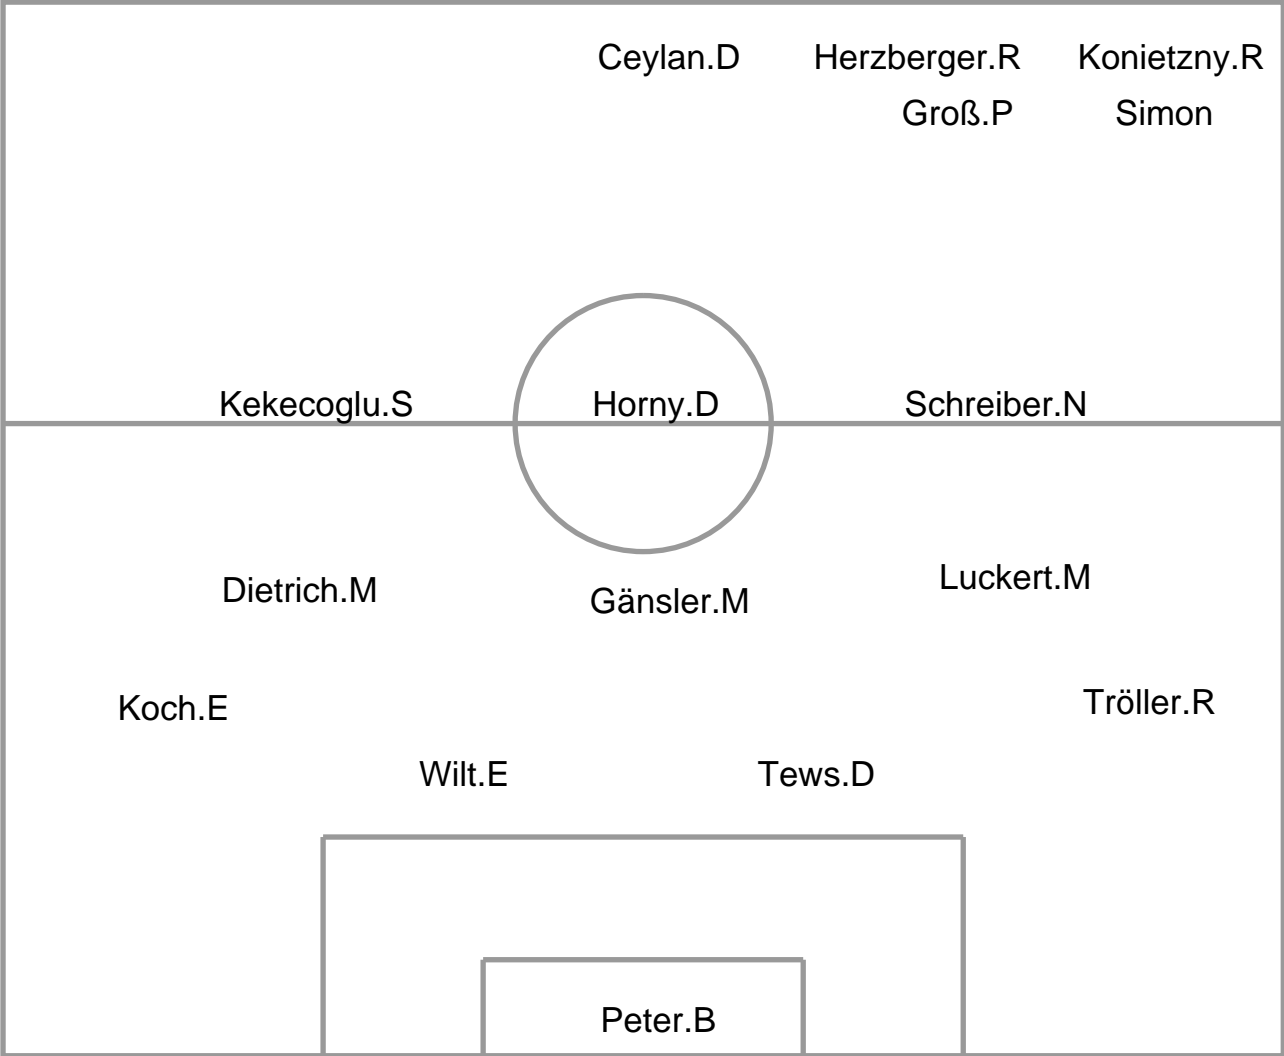 Ceylan.D Herzberger.R Konietzny.R
Groß.P Simon
Kekecoglu.S Horny.D Schreiber.N
Dietrich.M Gänsler.M Luckert.M
Koch.E Tröller.R
Wilt.E Tews.D
Peter.B